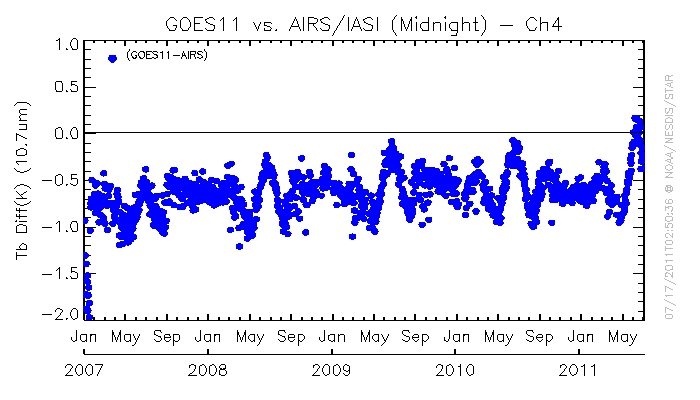 GOES11 vs. AIRS/IASI (Midnight) — Ch4
(GOES11-AIRS)
Tb Diff(K) (10.7um)
1.0
0.5
0.0
-0.5
-1.0
-1.5
-2.0
Jan May Sep Jan May Sep Jan May Sep Jan May Sep Jan May
2007 2008 2009 2010 2011
07/17/2011T02:50:36 @ NOAA/NESDIS/STAR